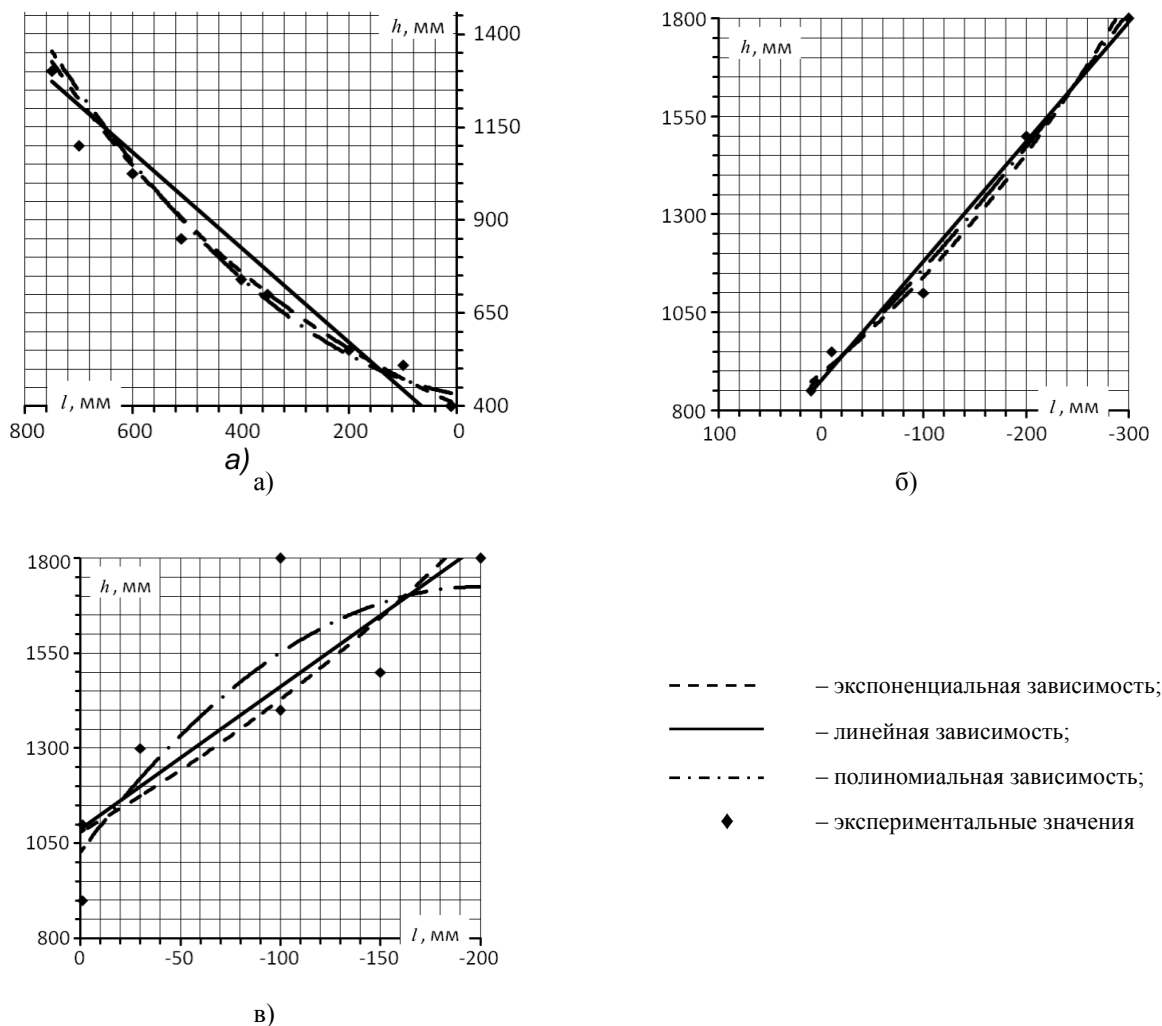 h, мм
1400
1150
900
650
400
l, мм
800 600 400 200 0
а)
а)
1800
h, мм
1550
1300
1050
800
l, мм
100 0 -100 -200 -300
б)
1800
h, мм
1550
1300
1050
800
l, мм
0 -50 -100 -150 -200
в)
– экспоненциальная зависимость;
– линейная зависимость;
– полиномиальная зависимость;
– экспериментальные значения